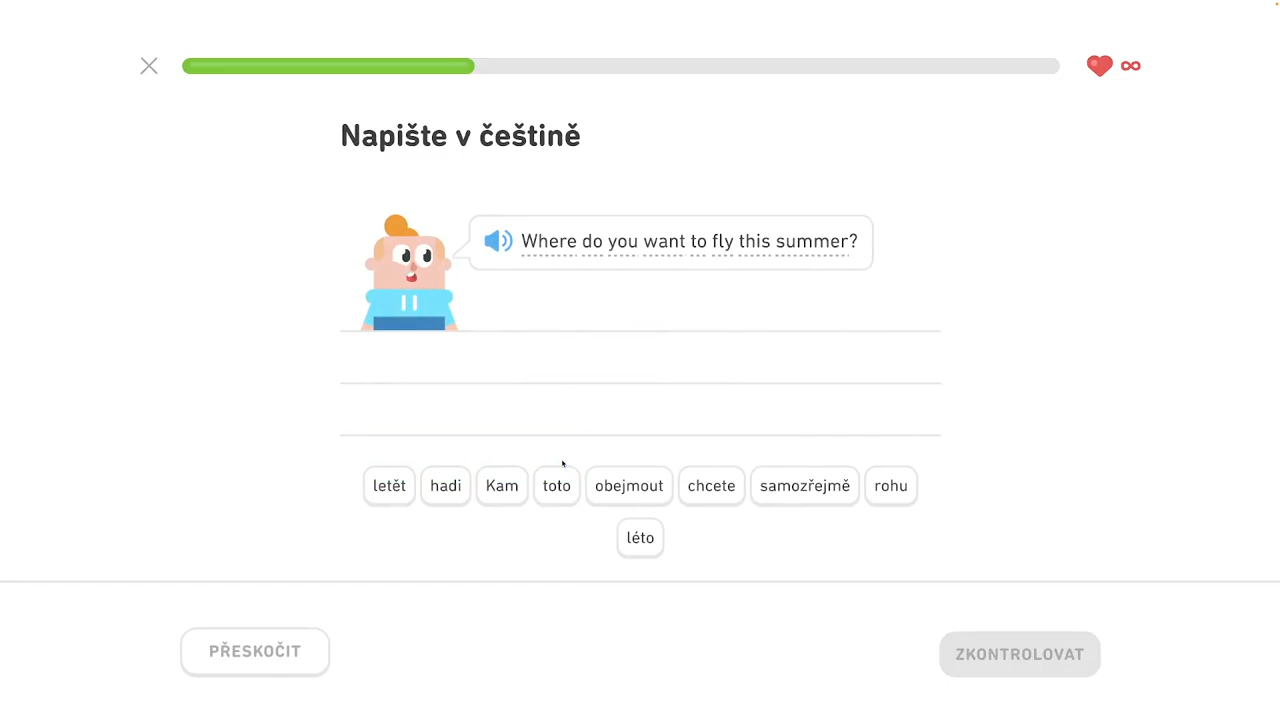 ∞
Napište v češtině
Where do you want to fly this summer?
letět hadi Kam toto obejmout chcete samozřejmě rohu
léto
PŘESKOČIT
ZKONTROLOVAT